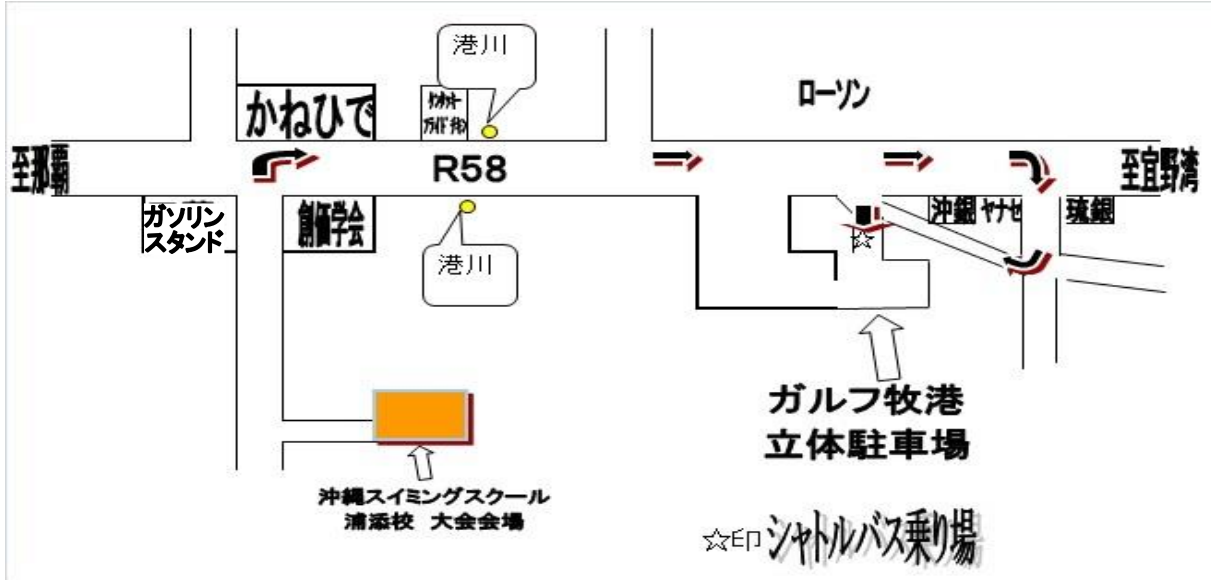 港川
かねひで
ローソン
至那覇
R58
至宜野湾
ガソリン
スタンド
創価学会
沖銀
ヤナセ
琉銀
☆
港川
ガルフ牧港
立体駐車場
沖縄スイミングスクール
浦添校 大会会場
☆印 シャトルバス乗り場